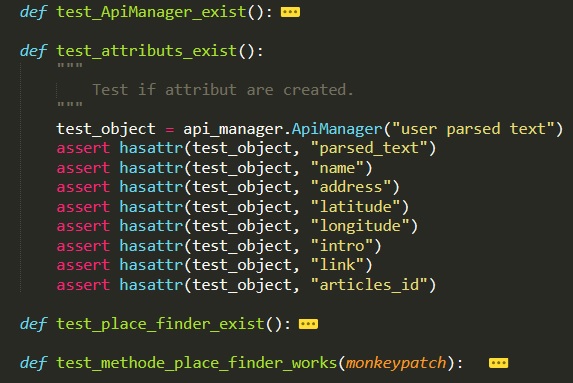 def test_ApiManager_exist(): ...
def test_attributs_exist():
"""
Test if attribut are created.
"""
test_object = api_manager.ApiManager("user parsed text")
assert hasattr(test_object, "parsed_text")
assert hasattr(test_object, "name")
assert hasattr(test_object, "address")
assert hasattr(test_object, "latitude")
assert hasattr(test_object, "longitude")
assert hasattr(test_object, "intro")
assert hasattr(test_object, "link")
assert hasattr(test_object, "articles_id")
def test_place_finder_exist(): ...
def test_methode_place_finder_works(monkeypatch): ...